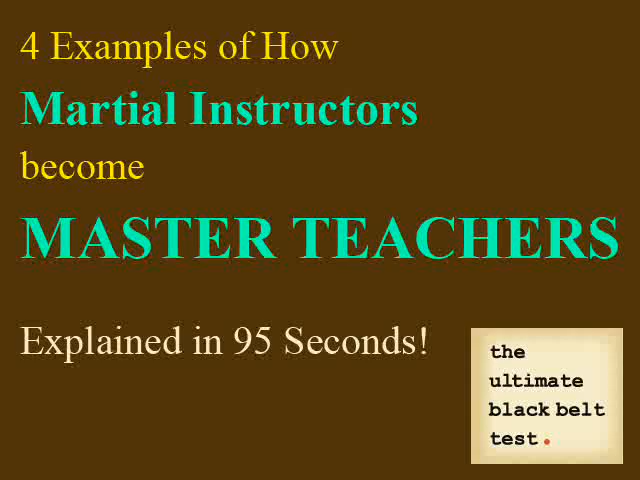 4 Examples of How
Martial Instructors
become
MASTER TEACHERS
Explained in 95 Seconds!
the
ultimate
black belt
test.